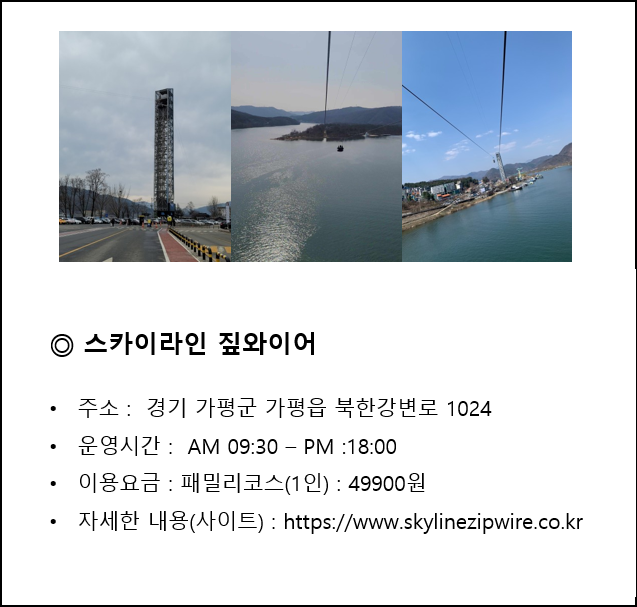 ◎ 스카이라인 짚와이어
• 주소 : 경기 가평군 가평읍 북한강변로 1024
• 운영시간 : AM 09:30 – PM :18:00
• 이용요금 : 패밀리코스(1인) : 49900원
• 자세한 내용(사이트) : https://www.skylinezipwire.co.kr